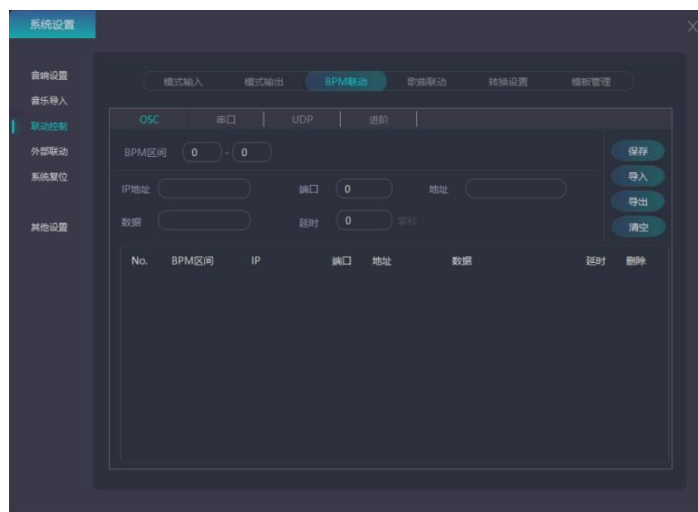 系统设置
音响设置
音乐导入
联动控制
外部联动
系统复位
其他设置
模式输入 模式输出 BPM联动 歌曲联动 转换设置 模板管理
OSC 串口 UDP 进阶
BPM区间 0 - 0
IP地址 端口 0 地址
数据 延时 0 毫秒
保存
导入
导出
清空
No. BPM区间 IP 端口 地址 数据 延时 删除